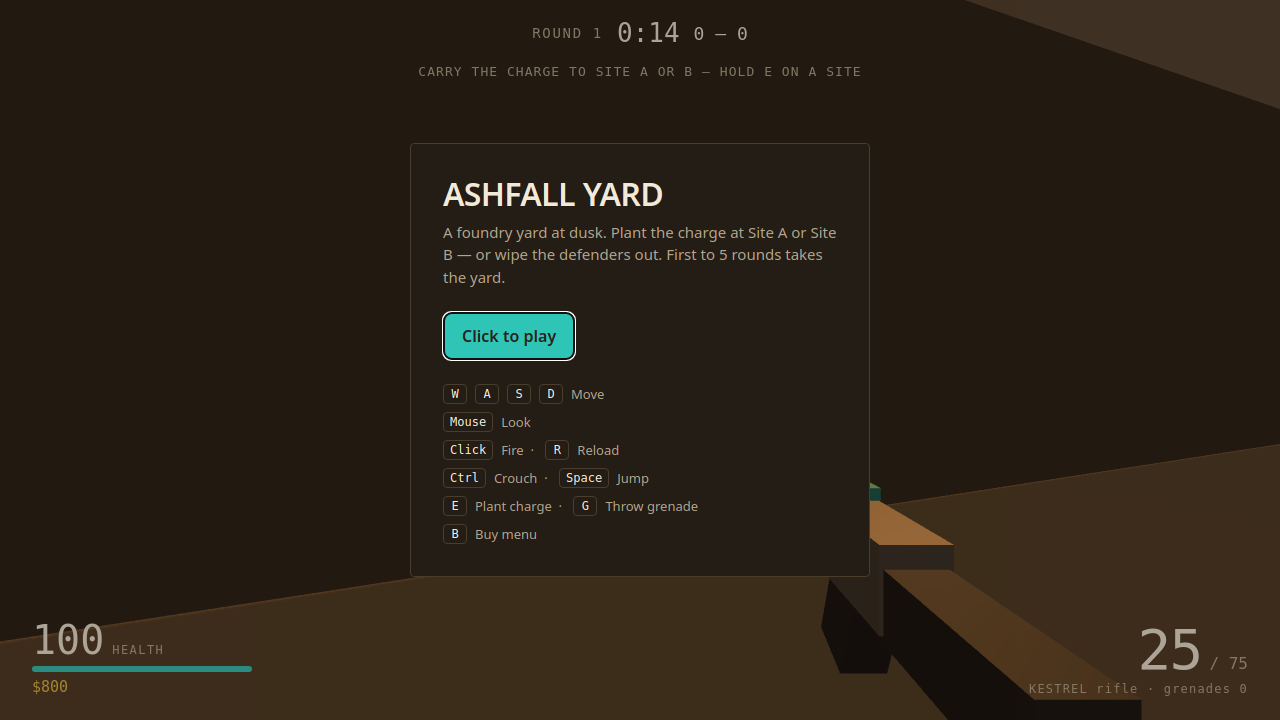 ROUND 1 0:14 0 — 0
CARRY THE CHARGE TO SITE A OR B — HOLD E ON A SITE
ASHFALL YARD
A foundry yard at dusk. Plant the charge at Site A or Site
B — or wipe the defenders out. First to 5 rounds takes
the yard.
Click to play
W A S D Move
Mouse Look
Click Fire · R Reload
Ctrl Crouch · Space Jump
E Plant charge · G Throw grenade
B Buy menu
100 HEALTH
$800
25 / 75
KESTREL rifle · grenades 0